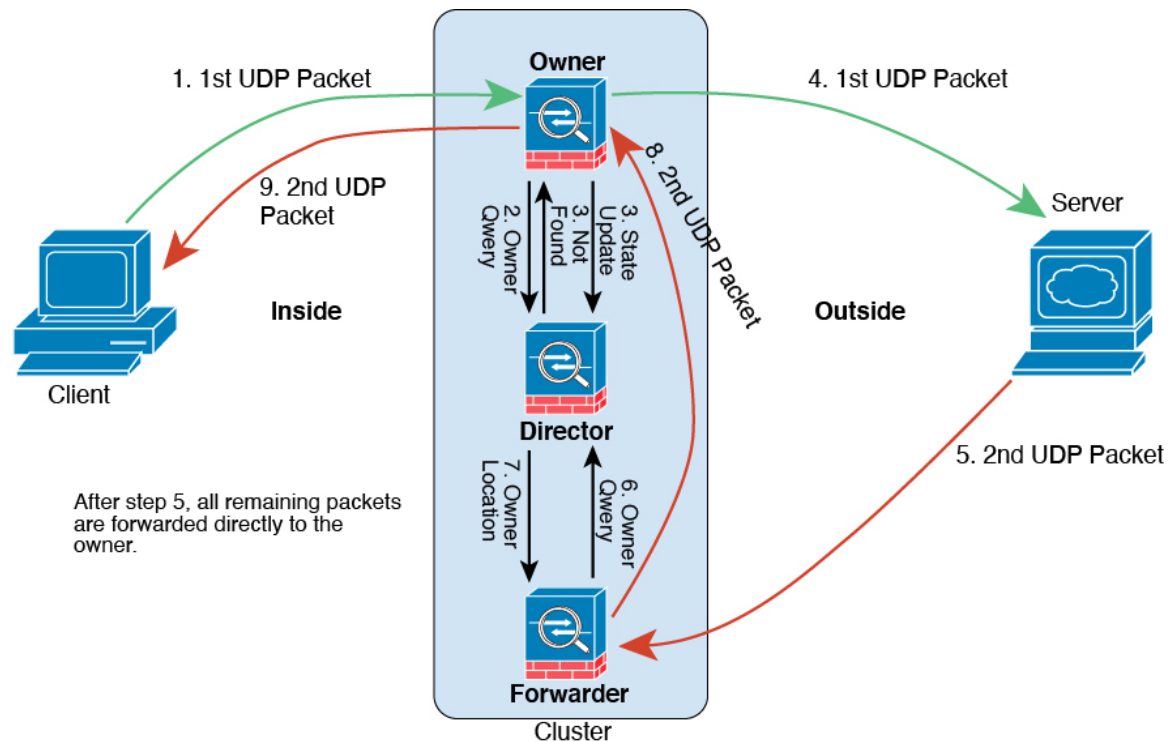 Owner
1. 1st UDP Packet
4. 1st UDP Packet
9. 2nd UDP
Packet
2. Owner
Qwery
3. Not
Found
3. State
Update
8. 2nd UDP Packet
Server
Inside
Outside
Client
Director
5. 2nd UDP Packet
7. Owner
Location
6. Owner
Qwery
After step 5, all remaining packets
are forwarded directly to the
owner.
Forwarder
Cluster